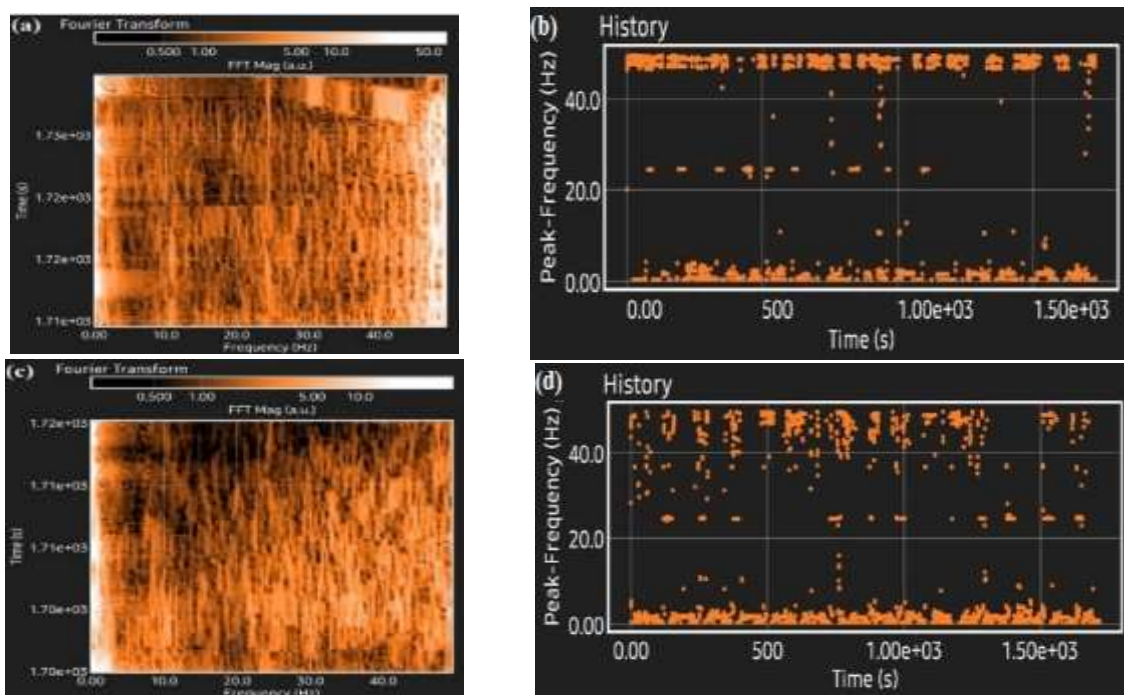 (a) Fourier Transform
0.500 1.00 5.00 10.0 50.0
FFT Mag (a.u.)
1.73e+03
1.72e+03
1.72e+03
1.71e+03
Time (s)
0.00 10.0 20.0 30.0 40.0
Frequency (Hz)
(b) History
Peak-Frequency (Hz)
40.0
20.0
0.00
0.00 500 1.00e+03 1.50e+03
Time (s)
(c) Fourier Transform
0.500 1.00 5.00 10.0
FFT Mag (a.u.)
1.72e+03
1.71e+03
1.71e+03
1.70e+03
1.70e+03
Time (s)
0.00 10.0 20.0 30.0 40.0
Frequency (Hz)
(d) History
Peak-Frequency (Hz)
40.0
20.0
0.00
0.00 500 1.00e+03 1.50e+03
Time (s)